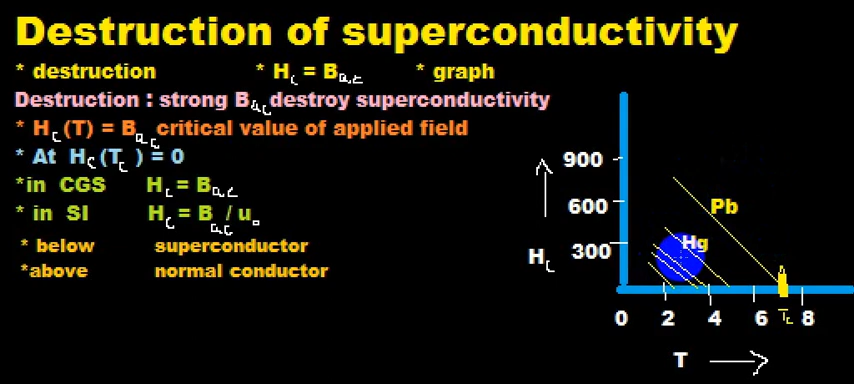 Destruction of superconductivity
* destruction * Hc = Bac * graph
Destruction : strong Bac destroy superconductivity
* Hc (T) = Bac critical value of applied field
* At Hc (Tc ) = 0
*in CGS Hc = Bac
* in SI Hc = Bac / uo
* below superconductor
*above normal conductor
900
600
300
Hc
Pb
Hg
0 2 4 6 Tc 8
T